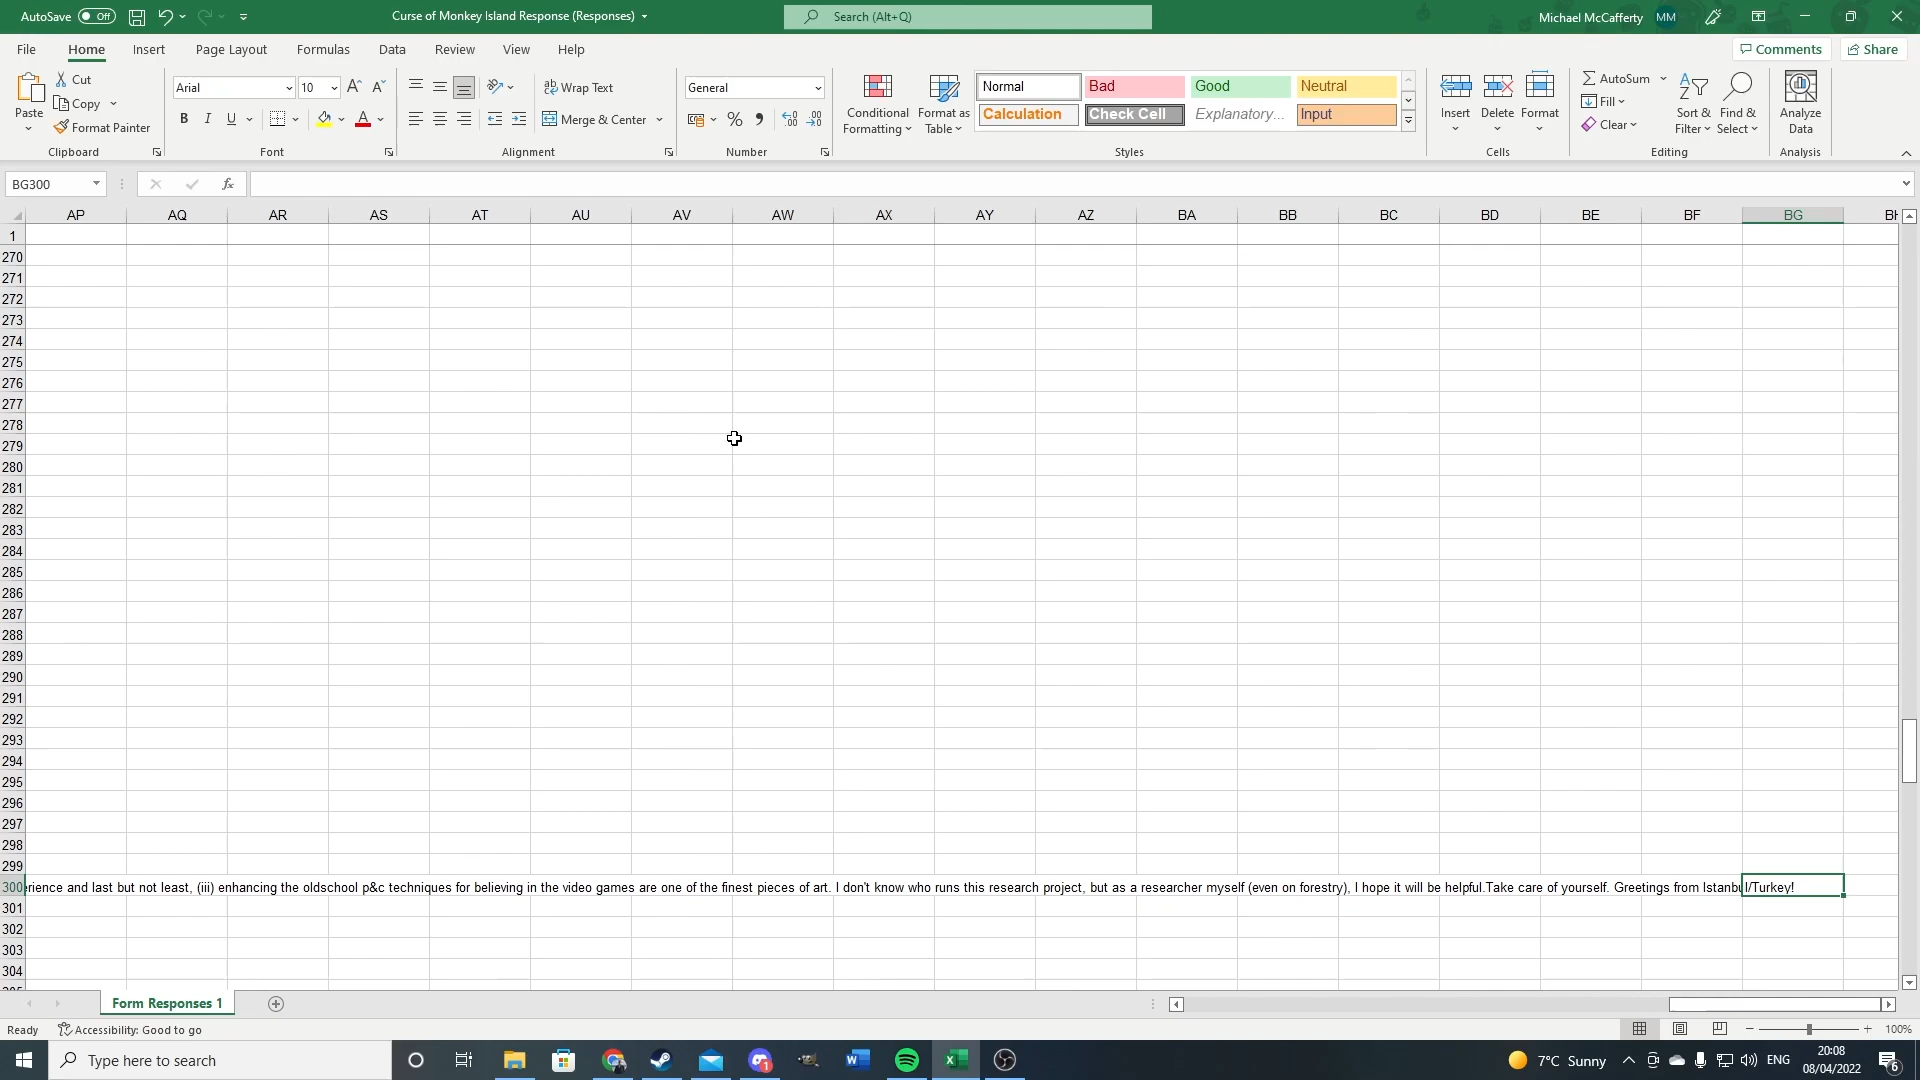 AutoSave Off Curse of Monkey Island Response (Responses) Search (Alt+Q) Michael McCafferty MM
File Home Insert Page Layout Formulas Data Review View Help Comments Share
Paste Cut Copy Format Painter Clipboard
Arial 10 A A B I U A Font
ab Wrap Text Merge & Center Alignment
General % Number
Conditional Formatting Format as Table
Normal Bad Good Neutral
Calculation Check Cell Explanatory... Input
Styles
Insert Delete Format Cells
AutoSum Fill Clear Sort & Filter Find & Select Editing
Analyze Data Analysis
BG300 fx
AP AQ AR AS AT AU AV AW AX AY AZ BA BB BC BD BE BF BG
1
270
271
272
273
274
275
276
277
278
279
280
281
282
283
284
285
286
287
288
289
290
291
292
293
294
295
296
297
298
299
300 rience and last but not least, (iii) enhancing the oldschool p&c techniques for believing in the video games are one of the finest pieces of art. I don't know who runs this research project, but as a researcher myself (even on forestry), I hope it will be helpful.Take care of yourself. Greetings from Istanbul/Turkey!
301
302
303
304
Form Responses 1
Ready Accessibility: Good to go 100%
Type here to search 7°C Sunny ENG 20:08
08/04/2022 6